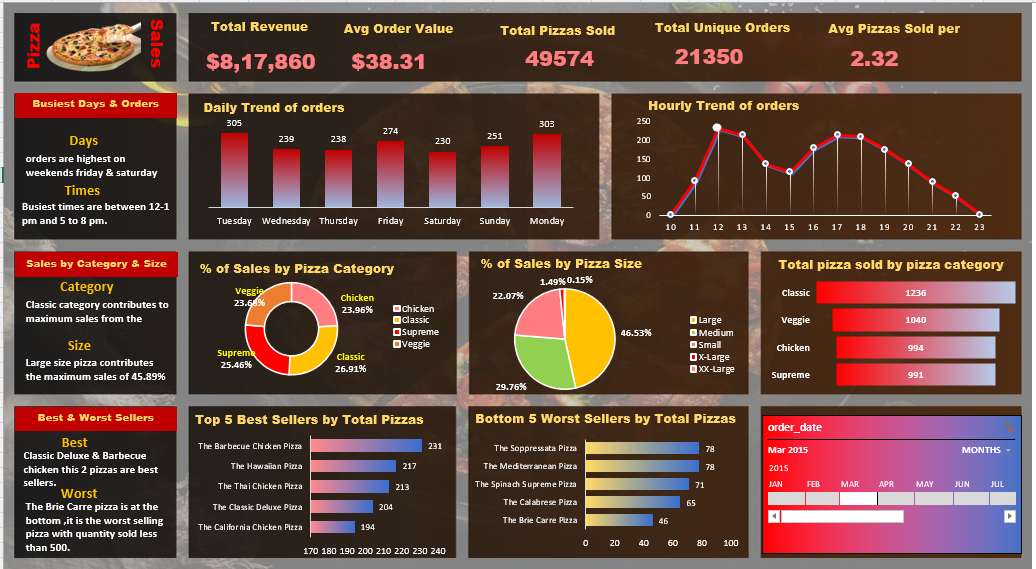 Pizza
Sales
Total Revenue
$8,17,860
Avg Order Value
$38.31
Total Pizzas Sold
49574
Total Unique Orders
21350
Avg Pizzas Sold per
2.32
Busiest Days & Orders
Days
orders are highest on
weekends friday & saturday
Times
Busiest times are between 12-1
pm and 5 to 8 pm.
Daily Trend of orders
305
239
238
274
230
251
303
Tuesday
Wednesday
Thursday
Friday
Saturday
Sunday
Monday
Hourly Trend of orders
250
200
150
100
50
0
10
11
12
13
14
15
16
17
18
19
20
21
22
23
Sales by Category & Size
Category
Classic category contributes to
maximum sales from the
Size
Large size pizza contributes
the maximum sales of 45.89%
% of Sales by Pizza Category
Veggie
23.68%
Chicken
23.96%
Supreme
25.46%
Classic
26.91%
Chicken
Classic
Supreme
Veggie
% of Sales by Pizza Size
1.49%
0.15%
22.07%
46.53%
29.76%
Large
Medium
Small
X-Large
XX-Large
Total pizza sold by pizza category
Classic
1236
Veggie
1040
Chicken
994
Supreme
991
Best & Worst Sellers
Best
Classic Deluxe & Barbecue
chicken this 2 pizzas are best
sellers.
Worst
The Brie Carre pizza is at the
bottom ,it is the worst selling
pizza with quantity sold less
than 500.
Top 5 Best Sellers by Total Pizzas
The Barbecue Chicken Pizza
231
The Hawaiian Pizza
217
The Thai Chicken Pizza
213
The Classic Deluxe Pizza
204
The California Chicken Pizza
194
170 180 190 200 210 220 230 240
Bottom 5 Worst Sellers by Total Pizzas
The Soppressata Pizza
78
The Mediterranean Pizza
78
The Spinach Supreme Pizza
71
The Calabrese Pizza
65
The Brie Carre Pizza
46
0 20 40 60 80 100
order_date
Mar 2015
MONTHS
2015
JAN FEB MAR APR MAY JUN JUL